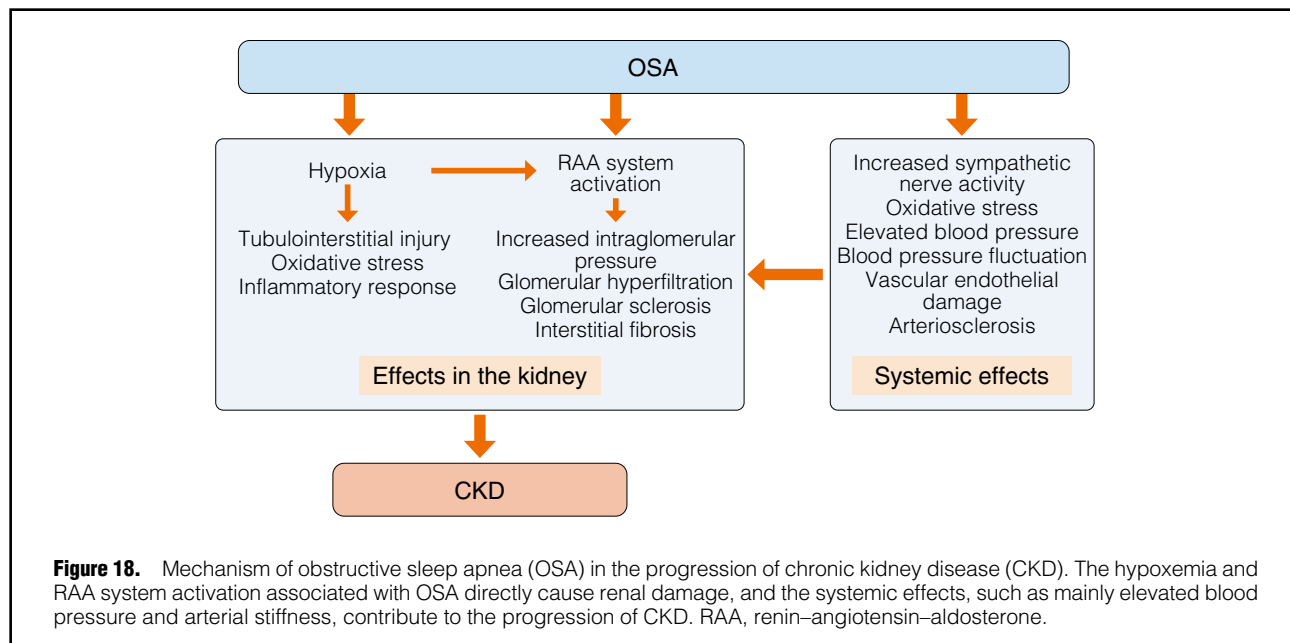 OSA
Hypoxia
RAA system
activation
Tubulointerstitial injury
Oxidative stress
Inflammatory response
Increased intraglomerular
pressure
Glomerular hyperfiltration
Glomerular sclerosis
Interstitial fibrosis
Effects in the kidney
Increased sympathetic
nerve activity
Oxidative stress
Elevated blood pressure
Blood pressure fluctuation
Vascular endothelial
damage
Arteriosclerosis
Systemic effects
CKD
Figure 18. Mechanism of obstructive sleep apnea (OSA) in the progression of chronic kidney disease (CKD). The hypoxemia and
RAA system activation associated with OSA directly cause renal damage, and the systemic effects, such as mainly elevated blood
pressure and arterial stiffness, contribute to the progression of CKD. RAA, renin–angiotensin–aldosterone.